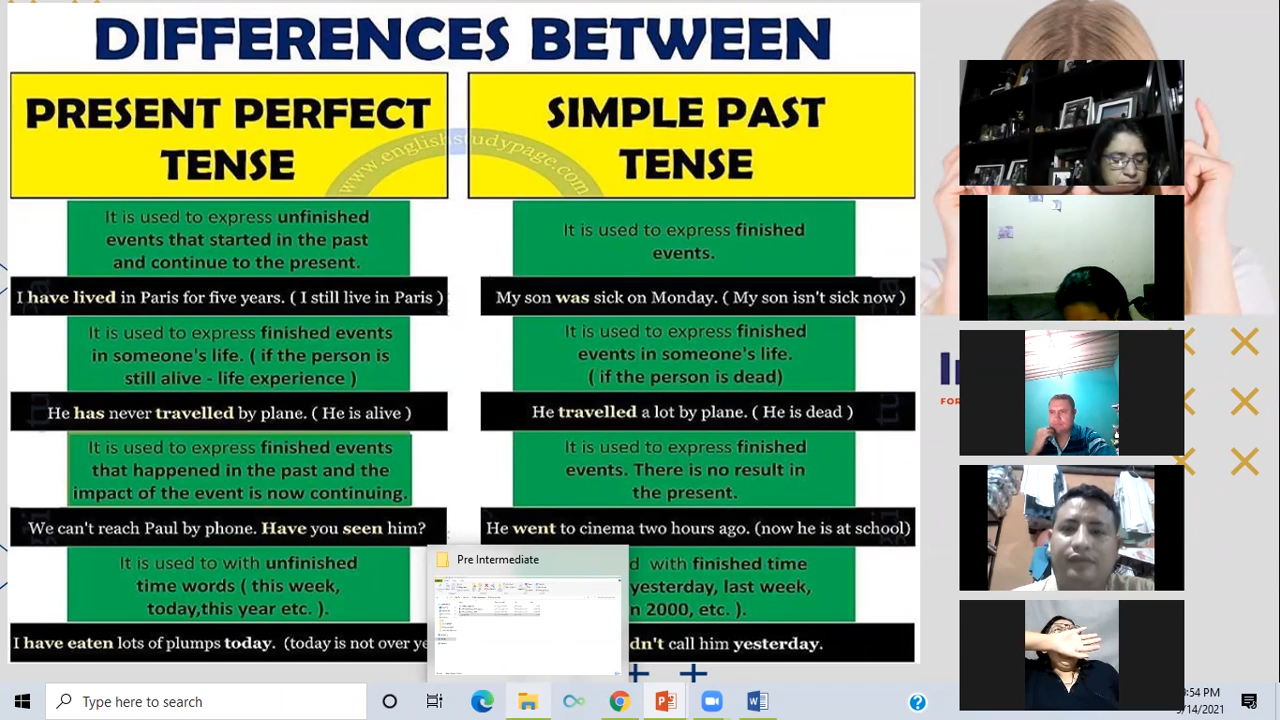 DIFFERENCES BETWEEN
PRESENT PERFECT
TENSE
SIMPLE PAST
TENSE
www.englishstudypage.com
It is used to express unfinished
events that started in the past
and continue to the present.
It is used to express finished
events.
I have lived in Paris for five years. ( I still live in Paris )
My son was sick on Monday. ( My son isn't sick now )
It is used to express finished events
in someone's life. ( if the person is
still alive - life experien )
It is used to express finished
events in someone's life.
( if the person is dead)
He has never travelled by plane. ( He is alive )
He travelled a lot by plane. ( He is dead )
It is used to express finished event
that happened in the past and the
impact of the event is now continuing.
It is used to express finished
events. There is no result in
the present.
We can't reach Paul by phone. Have you seen him?
He went to cinema two hours ago. (now he is at school)
It is used to with unfinished
time words ( this week,
today,this year etc. ).
with finished time
yesterday, last week,
2000, etc. ).
I have eaten lots of plumps today. (today is not over ye
dn't call him yesterday.
Pre Intermediate
FOR
Type here to search
:54 PM
/14/2021